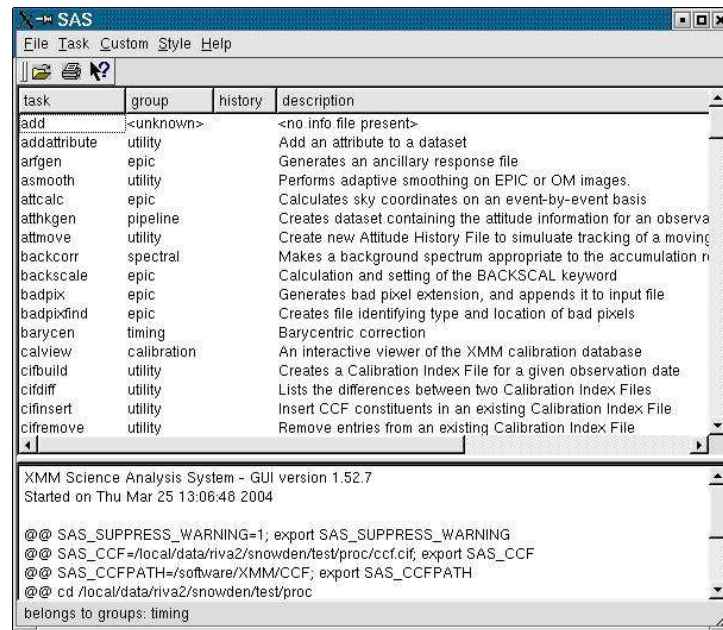 SAS
File Task Custom Style Help
task group history description
add <unknown> <no info file present>
addattribute utility Add an attribute to a dataset
arfgen epic Generates an ancillary response file
asmooth utility Performs adaptive smoothing on EPIC or OM images.
attcalc epic Calculates sky coordinates on an event-by-event basis
atthkgen pipeline Creates dataset containing the attitude information for an observa
attmove utility Create new Attitude History File to simuluate tracking of a moving
backcorr spectral Makes a background spectrum appropriate to the accumulation r
backscale epic Calculation and setting of the BACKSCAL keyword
badpix epic Generates bad pixel extension, and appends it to input file
badpixfind epic Creates file identifying type and location of bad pixels
barycen timing Barycentric correction
calview calibration An interactive viewer of the XMM calibration database
cifbuild utility Creates a Calibration Index File for a given observation date
cifdiff utility Lists the differences between two Calibration Index Files
cifinsert utility Insert CCF constituents in an existing Calibration Index File
cifremove utility Remove entries from an existing Calibration Index File
XMM Science Analysis System - GUI version 1.52.7
Started on Thu Mar 25 13:06:48 2004
@@ SAS_SUPPRESS_WARNING=1; export SAS_SUPPRESS_WARNING
@@ SAS_CCF=/local/data/riva2/snowden/test/proc/ccf.cif; export SAS_CCF
@@ SAS_CCFPATH=/software/XMM/CCF; export SAS_CCFPATH
@@ cd /local/data/riva2/snowden/test/proc
belongs to groups: timing